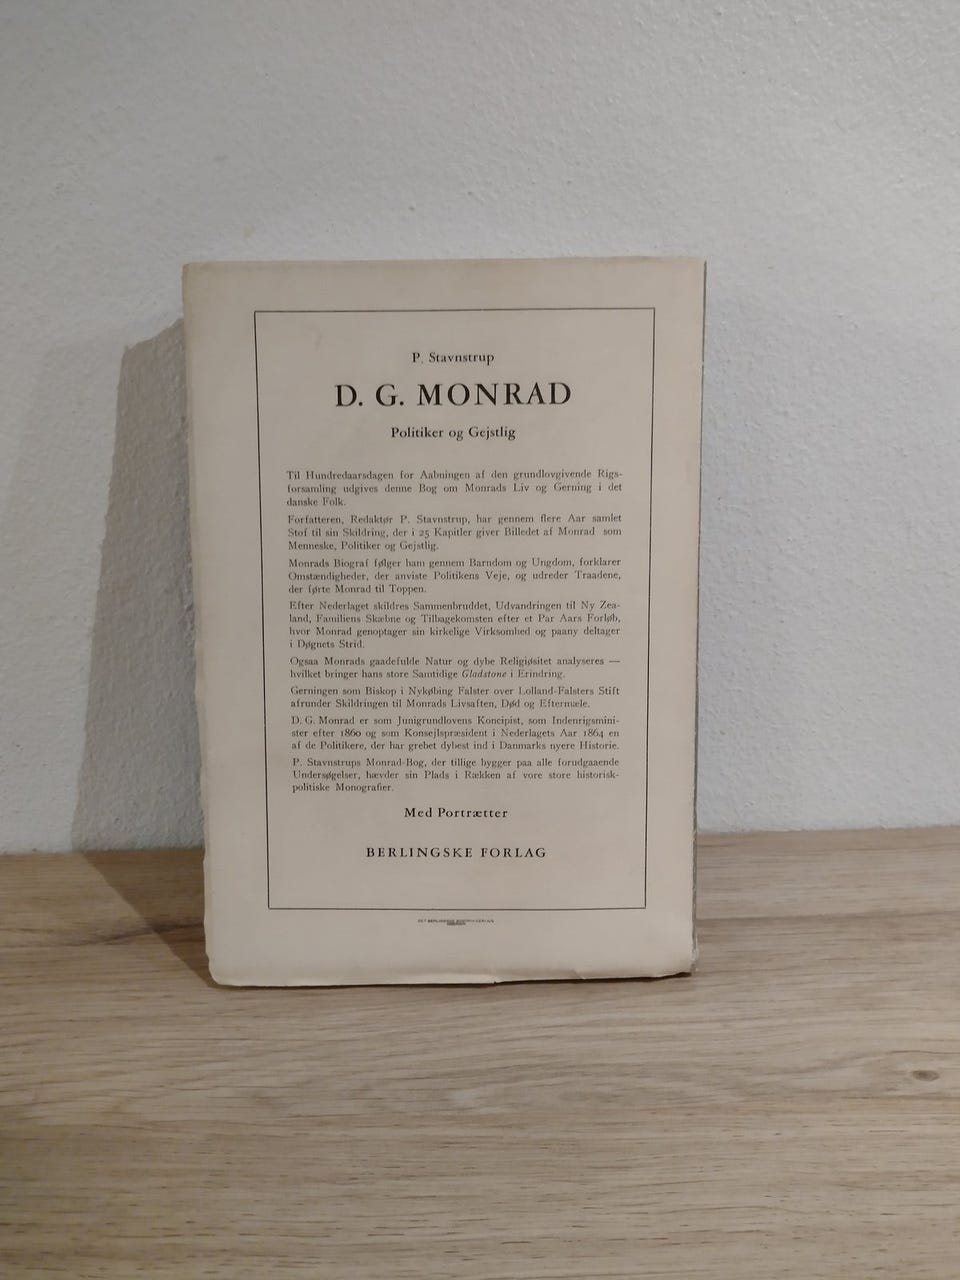 P. Stavnstrup
D. G. MONRAD
Politiker og Gejstlig
Til Hundredaarsdagen for Aabningen af den grundlovgivende Rigs-
forsamling udgives denne Bog om Monrads Liv og Gerning i det
danske Folk.
Forfatteren, Redaktør P. Stavnstrup, har gennem flere Aar samlet
Stof til sin Skildring, der i 25 Kapitler giver Billedet af Monrad som
Menneske, Politiker og Gejstlig.
Monrads Biograf følger ham gennem Barndom og Ungdom, forklarer
Omstændigheder, der anviste Politikens Veje, og udreder Traadene,
der førte Monrad til Toppen.
Efter Nederlaget skildres Sammenbruddet, Udvandringen til Ny Zea-
land, Familiens Skæbne og Tilbagekomsten efter et Par Aars Forløb,
hvor Monrad genoptager sin kirkelige Virksomhed og paany deltager
i Døgnets Strid.
Ogsaa Monrads gaadefulde Natur og dybe Religiøsitet analyseres —
hvilket bringer hans store Samtidige Gladstone i Erindring.
Gerningen som Biskop i Nykøbing Falster over Lolland-Falsters Stift
afrunder Skildringen til Monrads Livsaften, Død og Eftermæle.
D. G. Monrad er som Junigrundlovens Koncipist, som Indenrigsmini-
ster efter 1860 og som Konsejlspræsident i Nederlagets Aar 1864 en
af de Politikere, der har grebet dybest ind i Danmarks nyere Historie.
P. Stavnstrups Monrad-Bog, der tillige bygger paa alle forudgaaende
Undersøgelser, hævder sin Plads i Rækken af vore store historisk-
politiske Monografier.
Med Portrætter
BERLINGSKE FORLAG
DET BERLINGSKE BOGTRYKKERI